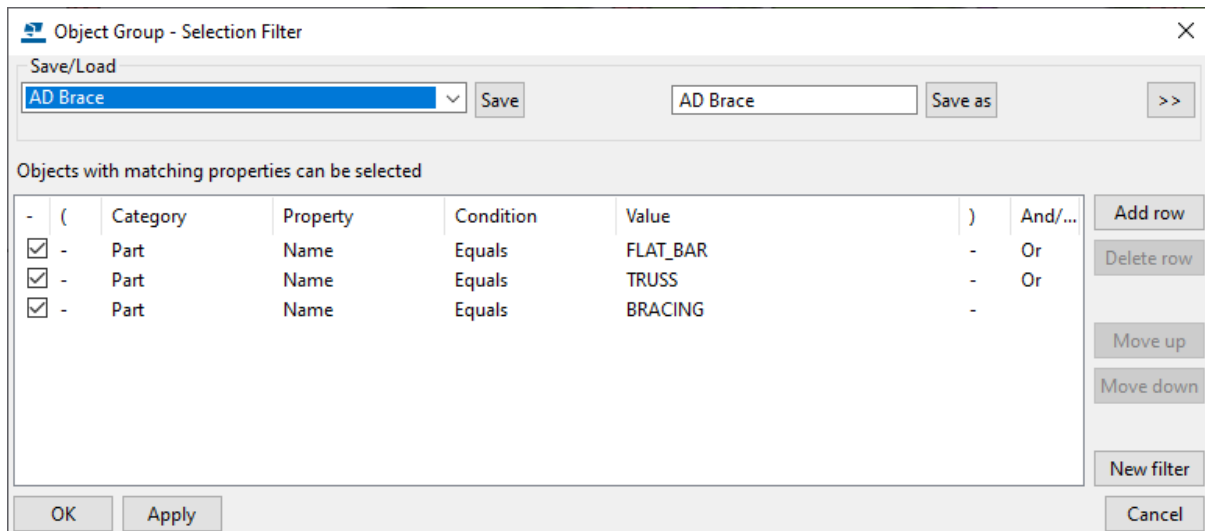 Object Group - Selection Filter
Save/Load
AD Brace Save AD Brace Save as >>
Objects with matching properties can be selected
- ( Category Property Condition Value ) And/...
- Part Name Equals FLAT_BAR - Or
- Part Name Equals TRUSS - Or
- Part Name Equals BRACING -
Add row
Delete row
Move up
Move down
New filter
OK Apply Cancel